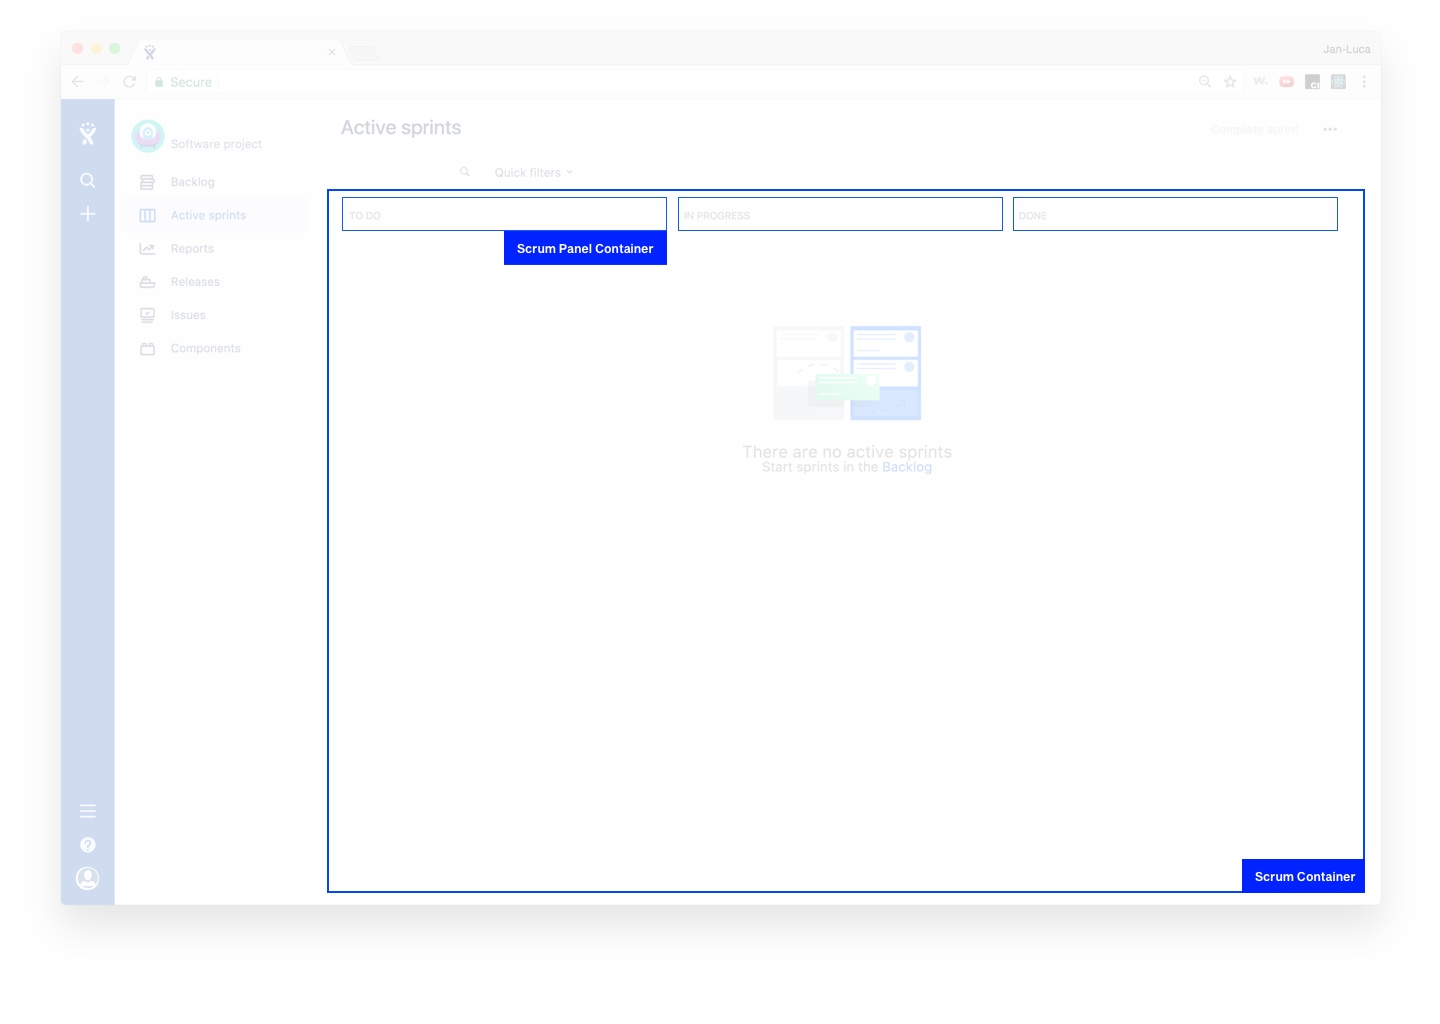 Jan-Luca
Secure
Active sprints
Complete sprint
Software project
Quick filters
Backlog
Active sprints
Reports
Releases
Issues
Components
TO DO
IN PROGRESS
DONE
Scrum Panel Container
There are no active sprints
Start sprints in the Backlog
Scrum Container